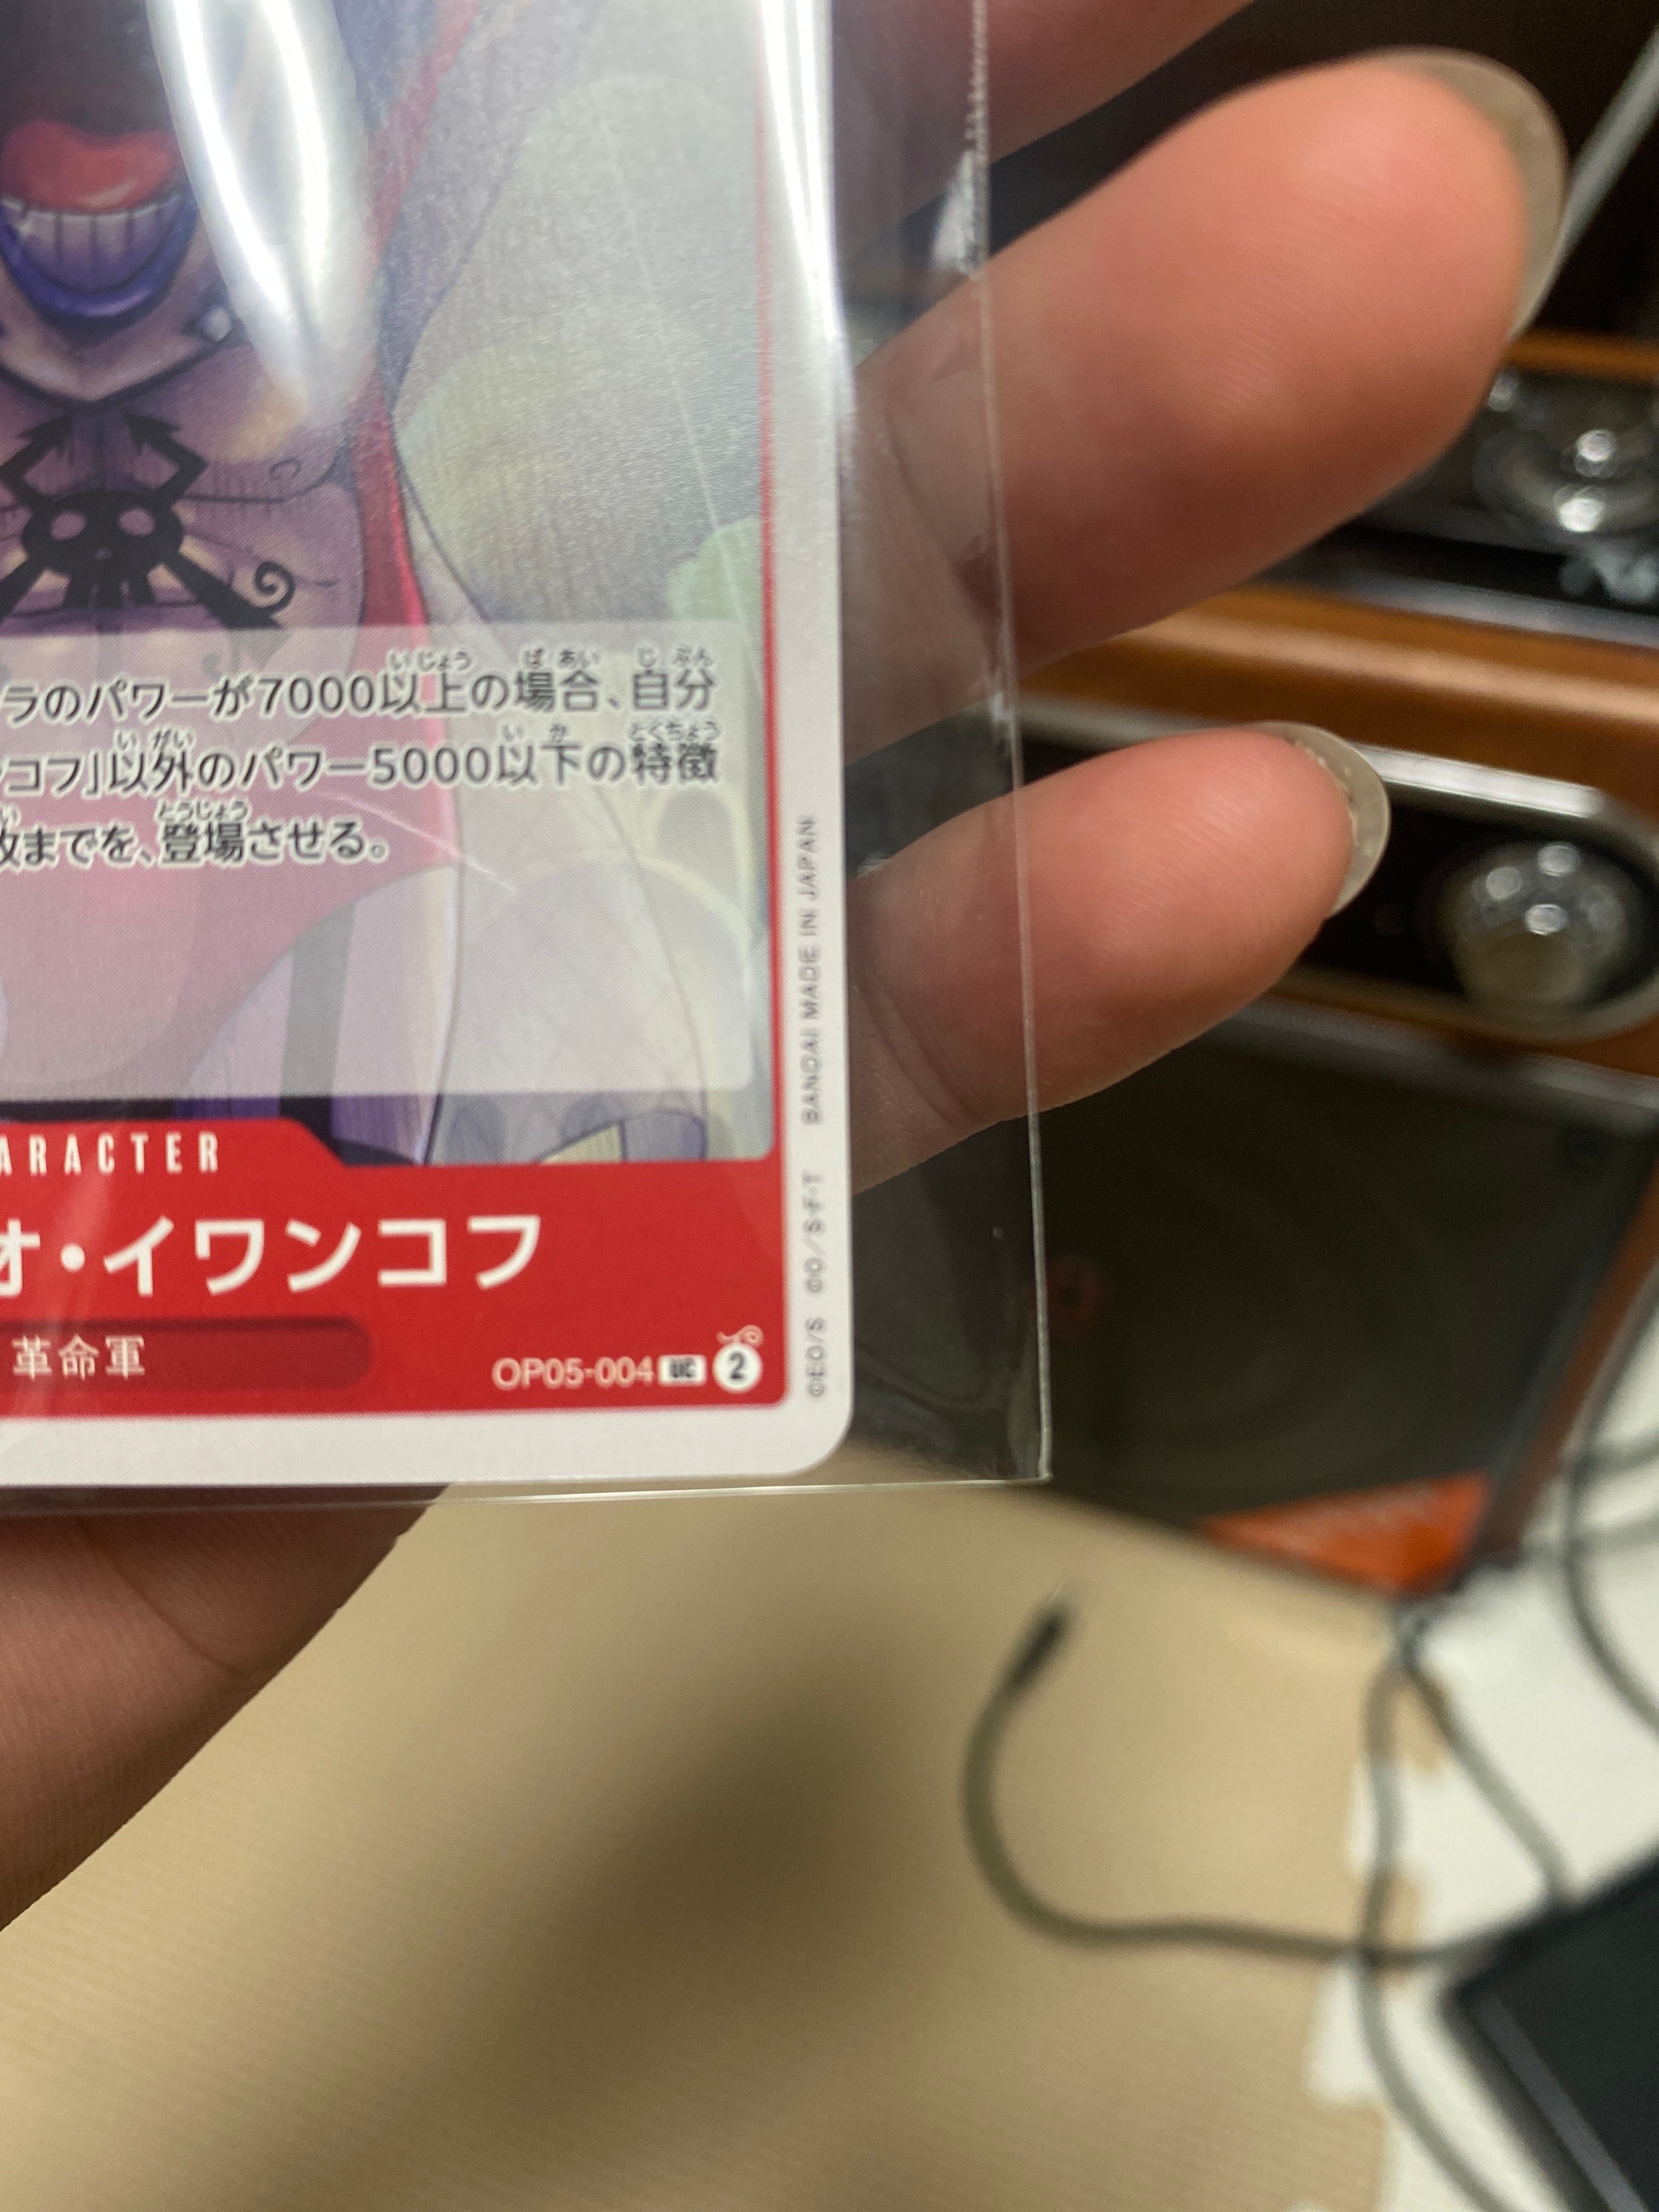 ラのパワーが7000以上の場合、自分
コフ」以外のパワー5000以下の特徴
枚までを、登場させる。
ARACTER
オ・イワンコフ
革命軍
OP05-004 UC 2
©EO/S ©O/S・F・T BANDAI MADE IN JAPAN